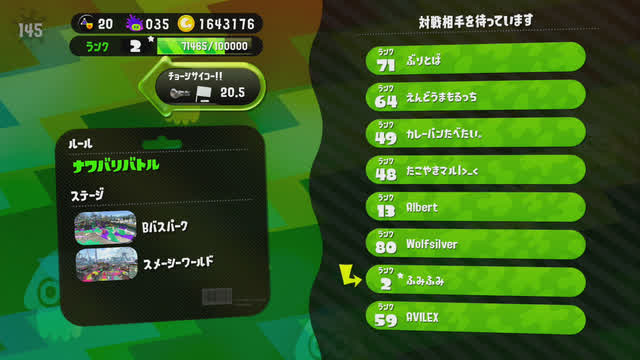 145
20
035
1643176
ランク 2 71465/100000
チョーシサイコー!!
20.5
ルール
ナワバリバトル
ステージ
Bバスパーク
スメーシーワールド
対戦相手を待っています
ランク 71 ぷりとば
ランク 64 えんどうまもるっち
ランク 49 カレーパンたべたい。
ランク 48 たこやきマル|>_<
ランク 13 Albert
ランク 80 Wolfsilver
ランク 2 ふみふみ
ランク 59 AVILEX